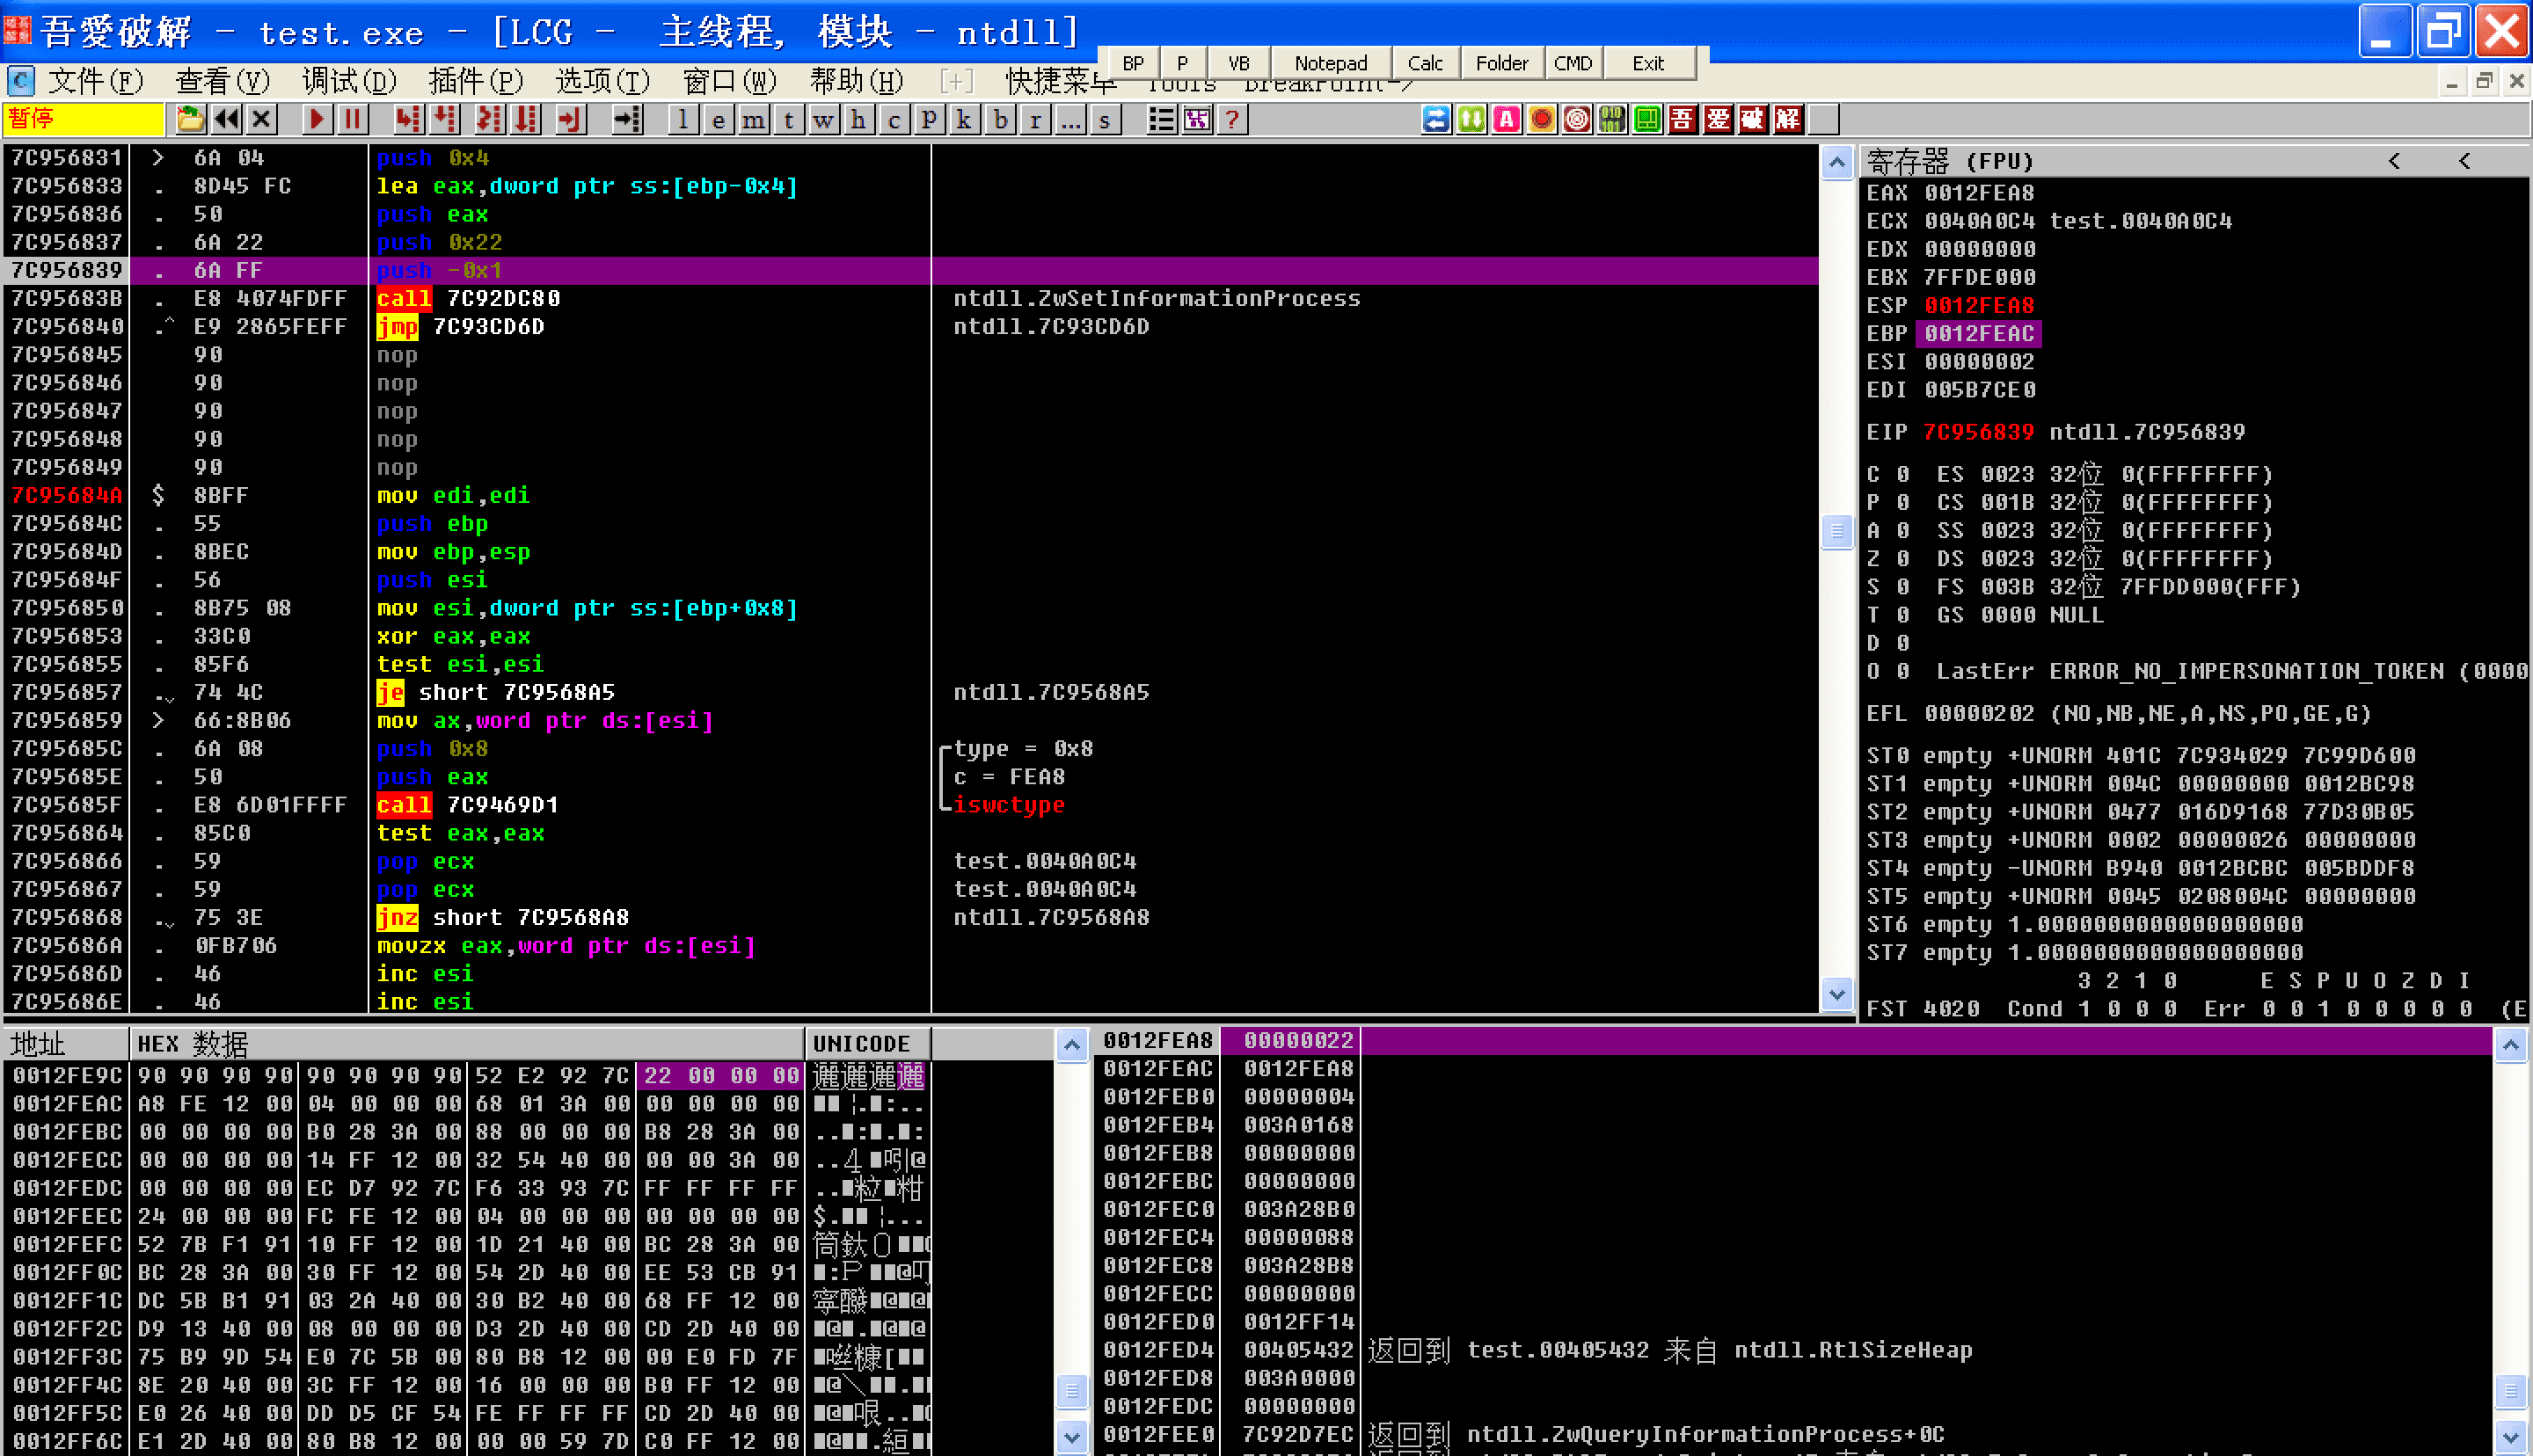 吾愛破解 - test.exe - [LCG - 主线程, 模块 - ntdll]
BP P VB Notepad Calc Folder CMD Exit
C 文件(F) 查看(V) 调试(D) 插件(P) 选项(T) 窗口(W) 帮助(H) [+] 快捷菜单 Tools BreakPoint->
暂停 l e m t w h c p k b r ... s ? A 吾 愛 破 解
7C956831 > 6A 04 push 0x4
7C956833 . 8D45 FC lea eax,dword ptr ss:[ebp-0x4]
7C956836 . 50 push eax
7C956837 . 6A 22 push 0x22
7C956839 . 6A FF push -0x1
7C95683B . E8 4074FDFF call 7C92DC80 ntdll.ZwSetInformationProcess
7C956840 .^ E9 2865FEFF jmp 7C93CD6D ntdll.7C93CD6D
7C956845 90 nop
7C956846 90 nop
7C956847 90 nop
7C956848 90 nop
7C956849 90 nop
7C95684A $ 8BFF mov edi,edi
7C95684C . 55 push ebp
7C95684D . 8BEC mov ebp,esp
7C95684F . 56 push esi
7C956850 . 8B75 08 mov esi,dword ptr ss:[ebp+0x8]
7C956853 . 33C0 xor eax,eax
7C956855 . 85F6 test esi,esi
7C956857 . 74 4C je short 7C9568A5 ntdll.7C9568A5
7C956859 > 66:8B06 mov ax,word ptr ds:[esi]
7C95685C . 6A 08 push 0x8 type = 0x8
7C95685E . 50 push eax c = FEA8
7C95685F . E8 6D01FFFF call 7C9469D1 iswctype
7C956864 . 85C0 test eax,eax
7C956866 . 59 pop ecx test.0040A0C4
7C956867 . 59 pop ecx test.0040A0C4
7C956868 . 75 3E jnz short 7C9568A8 ntdll.7C9568A8
7C95686A . 0FB706 movzx eax,word ptr ds:[esi]
7C95686D . 46 inc esi
7C95686E . 46 inc esi
寄存器 (FPU) < <
EAX 0012FEA8
ECX 0040A0C4 test.0040A0C4
EDX 00000000
EBX 7FFDE000
ESP 0012FEA8
EBP 0012FEAC
ESI 00000002
EDI 005B7CE0
EIP 7C956839 ntdll.7C956839
C 0 ES 0023 32位 0(FFFFFFFF)
P 0 CS 001B 32位 0(FFFFFFFF)
A 0 SS 0023 32位 0(FFFFFFFF)
Z 0 DS 0023 32位 0(FFFFFFFF)
S 0 FS 003B 32位 7FFDD000(FFF)
T 0 GS 0000 NULL
D 0
O 0 LastErr ERROR_NO_IMPERSONATION_TOKEN (0000
EFL 00000202 (NO,NB,NE,A,NS,PO,GE,G)
ST0 empty +UNORM 401C 7C934029 7C99D600
ST1 empty +UNORM 004C 00000000 0012BC98
ST2 empty +UNORM 0477 016D9168 77D30B05
ST3 empty +UNORM 0002 00000026 00000000
ST4 empty -UNORM B940 0012BCBC 005BDDF8
ST5 empty +UNORM 0045 0208004C 00000000
ST6 empty 1.0000000000000000000
ST7 empty 1.0000000000000000000
3 2 1 0 E S P U O Z D I
FST 4020 Cond 1 0 0 0 Err 0 0 1 0 0 0 0 0 (E
地址 HEX 数据 UNICODE
0012FE9C 90 90 90 90 90 90 90 90 52 E2 92 7C 22 00 00 00
0012FEAC A8 FE 12 00 04 00 00 00 68 01 3A 00 00 00 00 00
0012FEBC 00 00 00 00 B0 28 3A 00 88 00 00 00 B8 28 3A 00
0012FECC 00 00 00 00 14 FF 12 00 32 54 40 00 00 00 3A 00
0012FEDC 00 00 00 00 EC D7 92 7C F6 33 93 7C FF FF FF FF
0012FEEC 24 00 00 00 FC FE 12 00 04 00 00 00 00 00 00 00
0012FEFC 52 7B F1 91 10 FF 12 00 1D 21 40 00 BC 28 3A 00
0012FF0C BC 28 3A 00 30 FF 12 00 54 2D 40 00 EE 53 CB 91
0012FF1C DC 5B B1 91 03 2A 40 00 30 B2 40 00 68 FF 12 00
0012FF2C D9 13 40 00 08 00 00 00 D3 2D 40 00 CD 2D 40 00
0012FF3C 75 B9 9D 54 E0 7C 5B 00 80 B8 12 00 00 E0 FD 7F
0012FF4C 8E 20 40 00 3C FF 12 00 16 00 00 00 B0 FF 12 00
0012FF5C E0 26 40 00 DD D5 CF 54 FE FF FF FF CD 2D 40 00
0012FF6C E1 2D 40 00 80 B8 12 00 00 00 59 7D C0 FF 12 00
0012FEA8 00000022
0012FEAC 0012FEA8
0012FEB0 00000004
0012FEB4 003A0168
0012FEB8 00000000
0012FEBC 00000000
0012FEC0 003A28B0
0012FEC4 00000088
0012FEC8 003A28B8
0012FECC 00000000
0012FED0 0012FF14
0012FED4 00405432 返回到 test.00405432 来自 ntdll.RtlSizeHeap
0012FED8 003A0000
0012FEDC 00000000
0012FEE0 7C92D7EC 返回到 ntdll.ZwQueryInformationProcess+0C